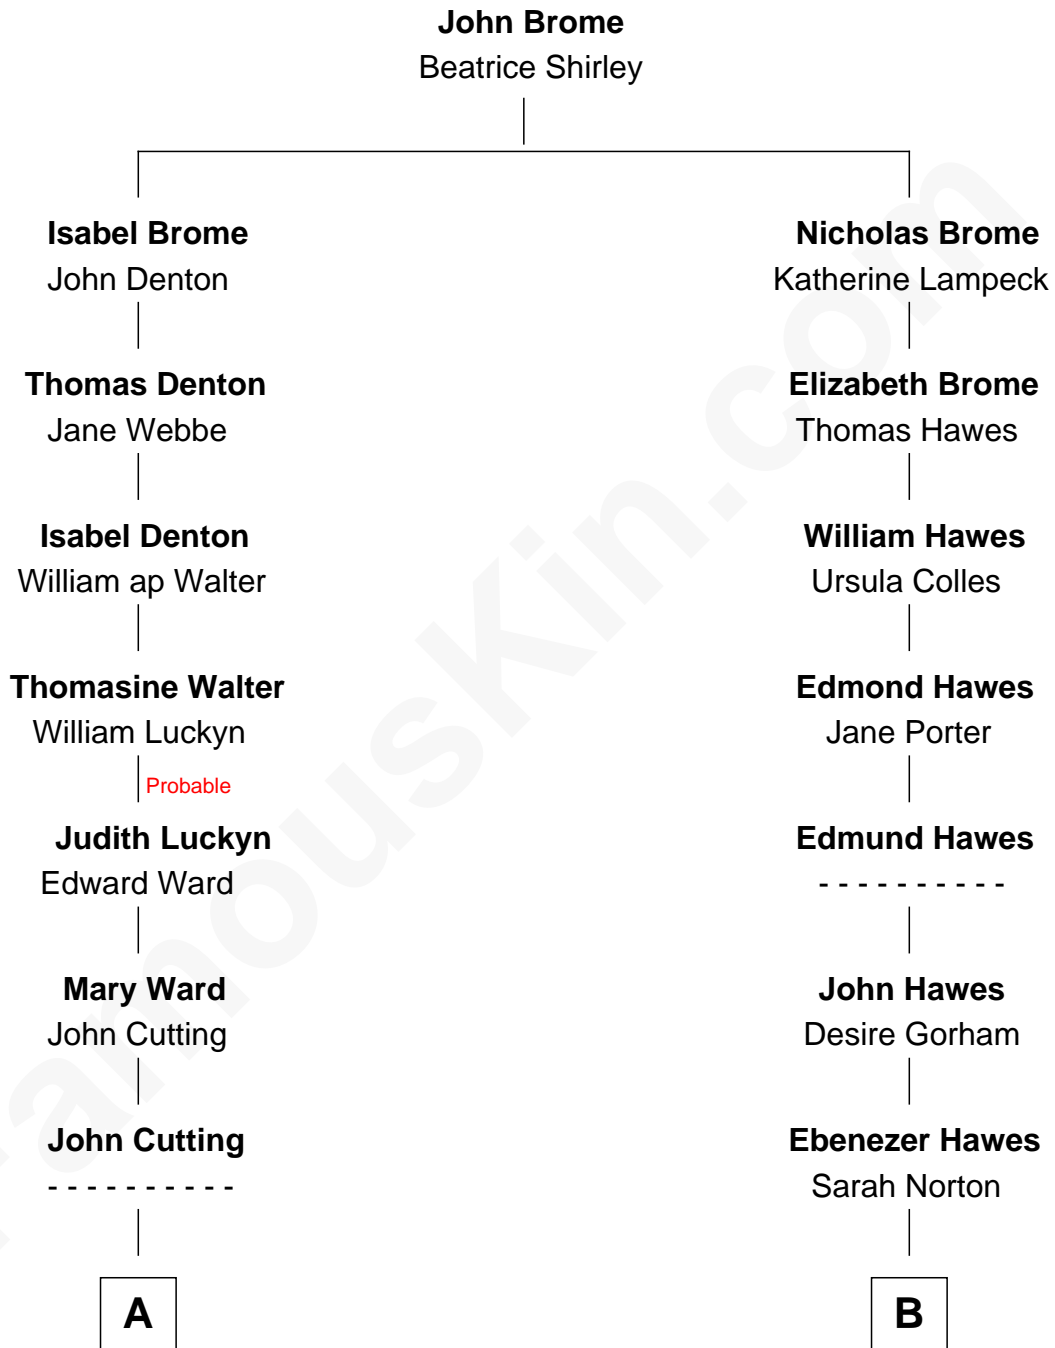 John Brome
Beatrice Shirley
Isabel Brome
John Denton
Nicholas Brome
Katherine Lampeck
Thomas Denton
Jane Webbe
Elizabeth Brome
Thomas Hawes
Isabel Denton
William ap Walter
William Hawes
Ursula Colles
Thomasine Walter
William Luckyn
Edmond Hawes
Jane Porter
Probable
Judith Luckyn
Edward Ward
Edmund Hawes
- - - - - - - - - -
Mary Ward
John Cutting
John Hawes
Desire Gorham
John Cutting
- - - - - - - - - -
Ebenezer Hawes
Sarah Norton
A
B
FamousKin.com